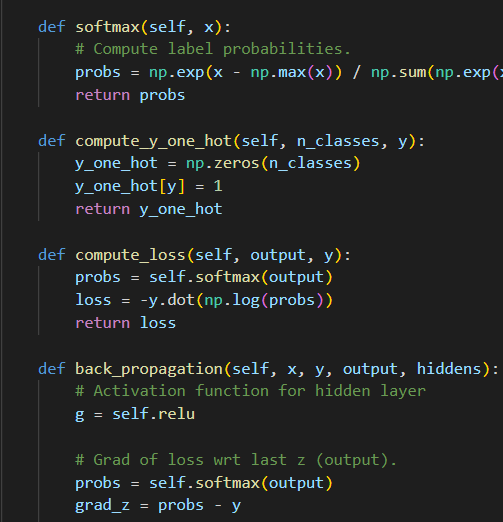 def softmax(self, x):
# Compute label probabilities.
probs = np.exp(x - np.max(x)) / np.sum(np.exp(
return probs
def compute_y_one_hot(self, n_classes, y):
y_one_hot = np.zeros(n_classes)
y_one_hot[y] = 1
return y_one_hot
def compute_loss(self, output, y):
probs = self.softmax(output)
loss = -y.dot(np.log(probs))
return loss
def back_propagation(self, x, y, output, hiddens):
# Activation function for hidden layer
g = self.relu
# Grad of loss wrt last z (output).
probs = self.softmax(output)
grad_z = probs - y